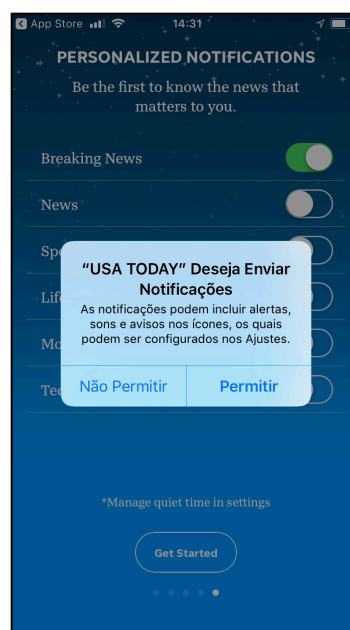 App Store 14:31
PERSONALIZED NOTIFICATIONS
Be the first to know the news that
matters to you.
Breaking News
News
“USA TODAY” Deseja Enviar
Notificações
As notificações podem incluir alertas,
sons e avisos nos ícones, os quais
podem ser configurados nos Ajustes.
Não Permitir Permitir
*Manage quiet time in settings
Get Started